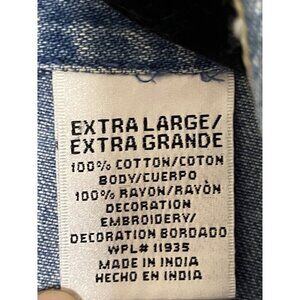 EXTRA LARGE/
EXTRA GRANDE
100% COTTON/COTON
BODY/CUERPO
100% RAYON/RAYÓN
DECORATION
EMBROIDERY/
DECORATION BORDADO
WPL# 11935
MADE IN INDIA
HECHO EN INDIA